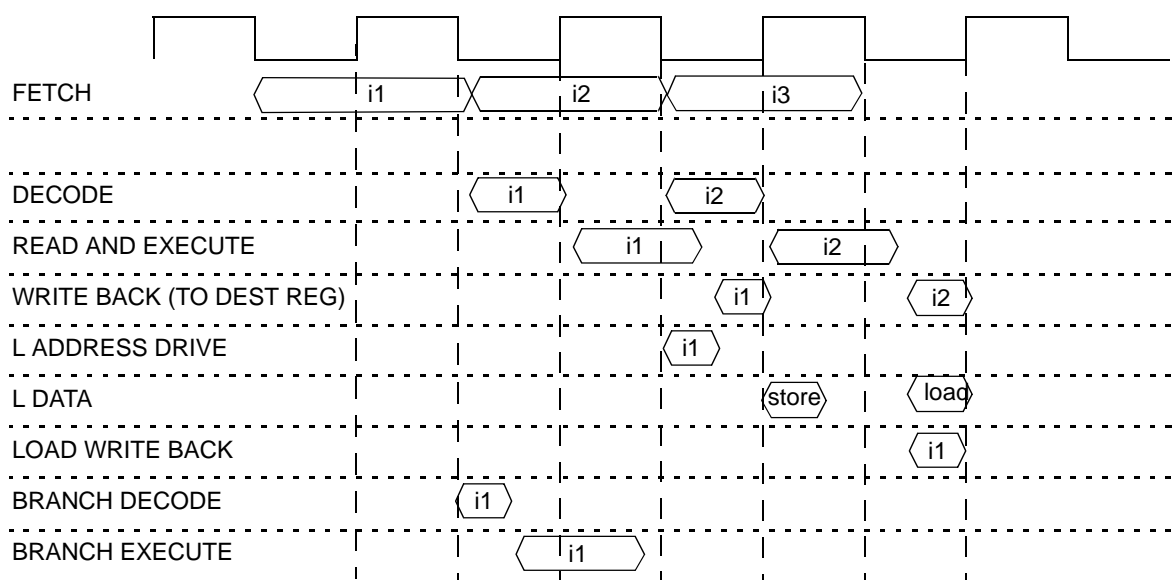 FETCH i1 i2 i3
DECODE i1 i2
READ AND EXECUTE i1 i2
WRITE BACK (TO DEST REG) i1 i2
L ADDRESS DRIVE i1
L DATA store load
LOAD WRITE BACK i1
BRANCH DECODE i1
BRANCH EXECUTE i1